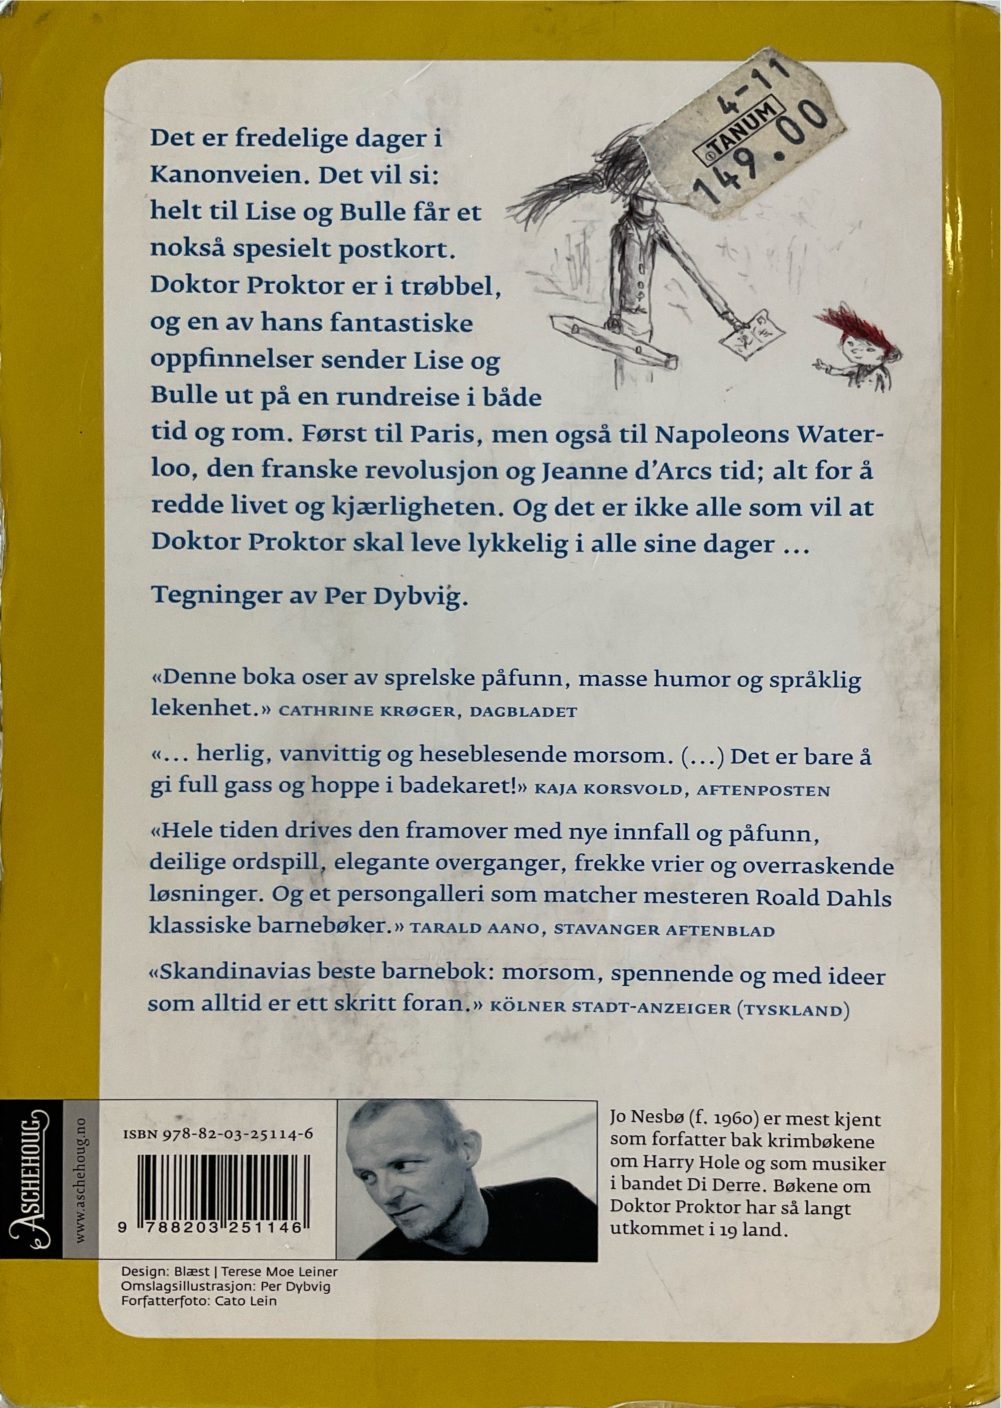 4-11
TANUM
149.00
Det er fredelige dager i
Kanonveien. Det vil si:
helt til Lise og Bulle får et
nokså spesielt postkort.
Doktor Proktor er i trøbbel,
og en av hans fantastiske
oppfinnelser sender Lise og
Bulle ut på en rundreise i både
tid og rom. Først til Paris, men også til Napoleons Water-
loo, den franske revolusjon og Jeanne d’Arcs tid; alt for å
redde livet og kjærligheten. Og det er ikke alle som vil at
Doktor Proktor skal leve lykkelig i alle sine dager …
Tegninger av Per Dybvig.
«Denne boka oser av sprelske påfunn, masse humor og språklig
lekenhet.» CATHRINE KRØGER, DAGBLADET
«… herlig, vanvittig og heseblesende morsom. (…) Det er bare å
gi full gass og hoppe i badekaret!» KAJA KORSVOLD, AFTENPOSTEN
«Hele tiden drives den framover med nye innfall og påfunn,
deilige ordspill, elegante overganger, frekke vrier og overraskende
løsninger. Og et persongalleri som matcher mesteren Roald Dahls
klassiske barnebøker.» TARALD AANO, STAVANGER AFTENBLAD
«Skandinavias beste barnebok: morsom, spennende og med ideer
som alltid er ett skritt foran.» KÖLNER STADT-ANZEIGER (TYSKLAND)
ASCHEHOUG
www.aschehoug.no
ISBN 978-82-03-25114-6
9 788203 251146
Jo Nesbø (f. 1960) er mest kjent
som forfatter bak krimbøkene
om Harry Hole og som musiker
i bandet Di Derre. Bøkene om
Doktor Proktor har så langt
utkommet i 19 land.
Design: Blæst | Terese Moe Leiner
Omslagsillustrasjon: Per Dybvig
Forfatterfoto: Cato Lein